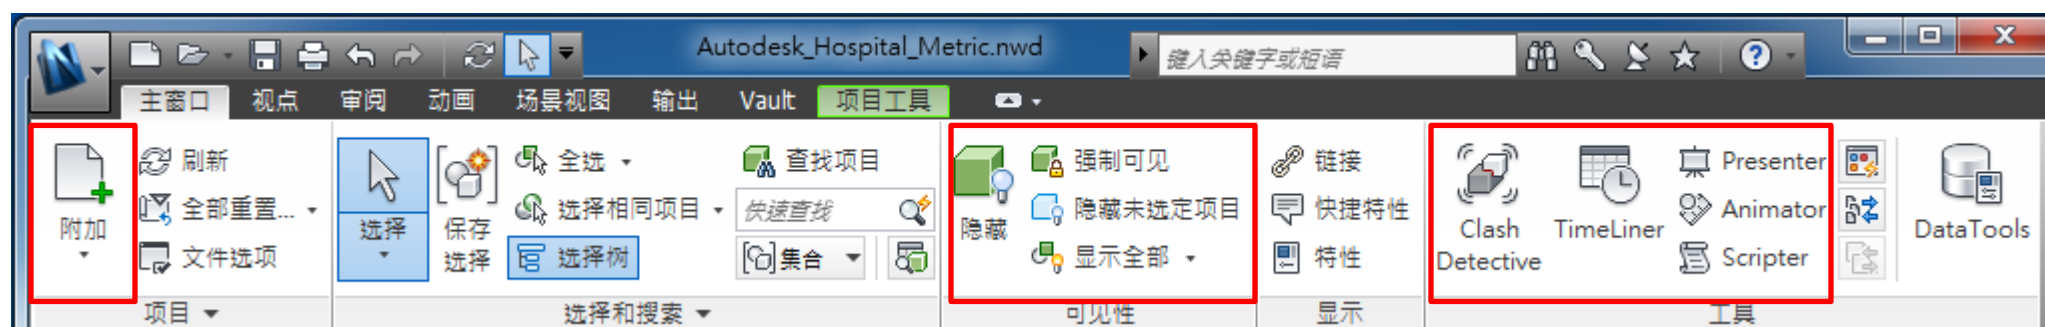 Autodesk_Hospital_Metric.nwd
键入关键字或短语
主窗口 视点 审阅 动画 场景视图 输出 Vault 项目工具
附加
刷新
全部重置...
文件选项
项目
选择
保存
选择
全选
选择相同项目
选择树
查找项目
快速查找
集合
选择和搜索
隐藏
强制可见
隐藏未选定项目
显示全部
可见性
链接
快捷特性
特性
显示
Clash
Detective
TimeLiner
Presenter
Animator
Scripter
DataTools
工具